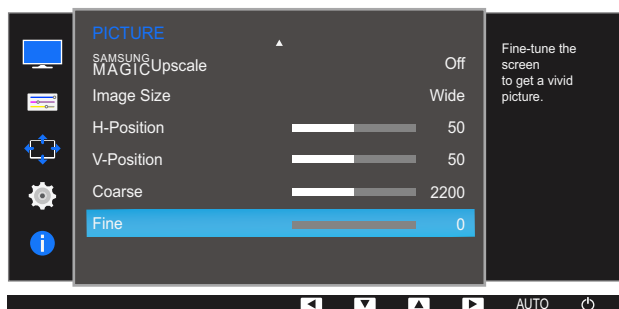 PICTURE
SAMSUNG
MAGICUpscale Off
Image Size Wide
H-Position 50
V-Position 50
Coarse 2200
Fine 0
Fine-tune the
screen
to get a vivid
picture.
AUTO